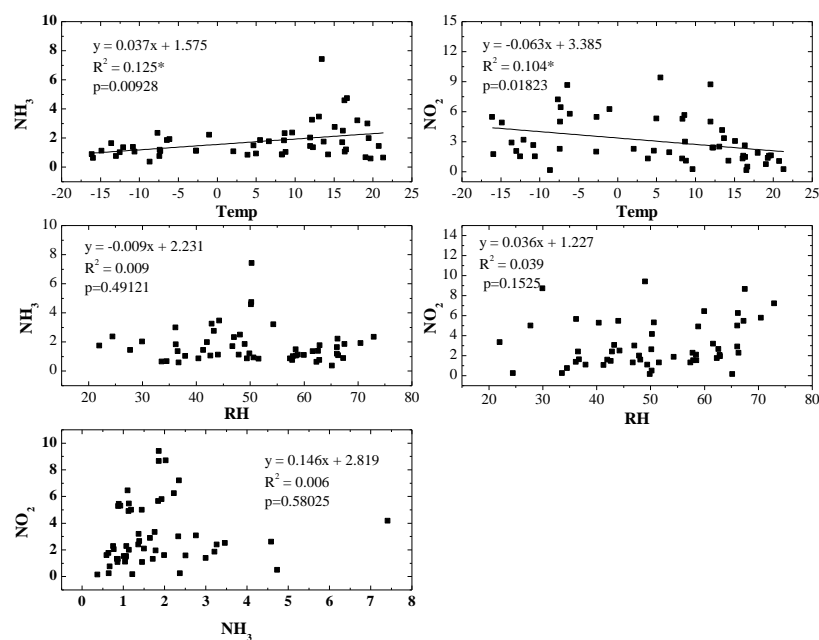 y = 0.037x + 1.575
R² = 0.125*
p=0.00928
NH₃
10
8
6
4
2
0
-20 -15 -10 -5 0 5 10 15 20 25
Temp
y = -0.063x + 3.385
R² = 0.104*
p=0.01823
NO₂
15
12
9
6
3
0
-20 -15 -10 -5 0 5 10 15 20 25
Temp
y = -0.009x + 2.231
R² = 0.009
p=0.49121
NH₃
10
8
6
4
2
0
20 30 40 50 60 70 80
RH
y = 0.036x + 1.227
R² = 0.039
p=0.1525
NO₂
14
12
10
8
6
4
2
0
20 30 40 50 60 70 80
RH
y = 0.146x + 2.819
R² = 0.006
p=0.58025
NO₂
10
8
6
4
2
0
0 1 2 3 4 5 6 7 8
NH₃